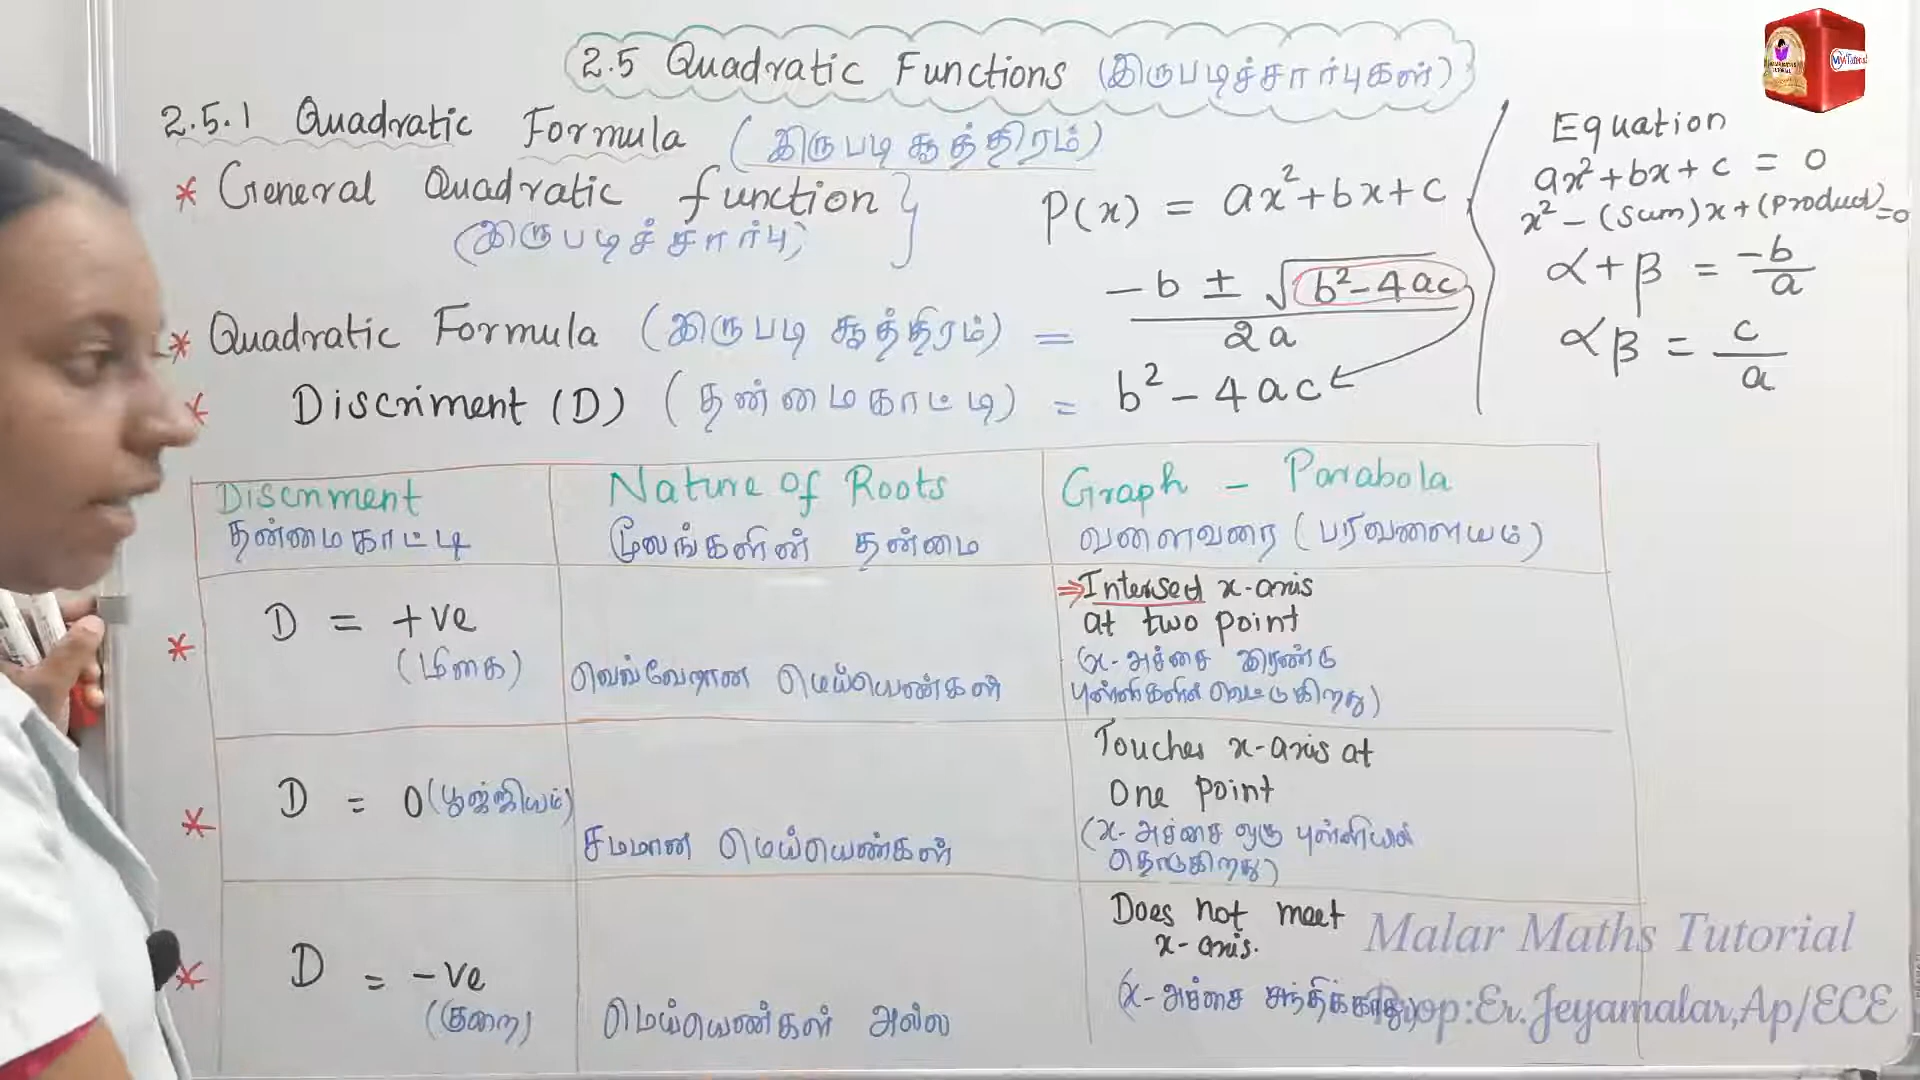 2.5 Quadratic Functions (இருபடிச்சார்புகள்)
2.5.1 Quadratic Formula (இருபடி சூத்திரம்)
* General Quadratic function } P(x) = ax²+bx+c
(இருபடிச் சார்பு)
* Quadratic Formula (இருபடி சூத்திரம்) = -b ± √b²-4ac / 2a
* Discriment (D) (தன்மைகாட்டி) = b² - 4ac
Equation
ax²+bx+c = 0
x² - (Sum)x + (Product) = 0
α+β = -b/a
αβ = c/a
Discriment
தன்மைகாட்டி
Nature of Roots
மூலங்களின் தன்மை
Graph - Parabola
வளைவரை (பரவளையம்)
* D = +ve
(மிகை)
வெவ்வேறான மெய்யெண்கள்
⇒Intersect x-axis
at two point
(x-அச்சை இரண்டு
புள்ளிகளில் வெட்டுகிறது)
* D = 0(பூஜ்ஜியம்)
சமமான மெய்யெண்கள்
Touches x-axis at
One point
(x-அச்சை ஒரு புள்ளியில்
தொடுகிறது)
* D = -ve
(குறை)
மெய்யெண்கள் அல்ல
Does not meet
x-axis.
(x-அச்சை சந்திக்காது)
Malar Maths Tutorial
Prop:Er.Jeyamalar,Ap/ECE